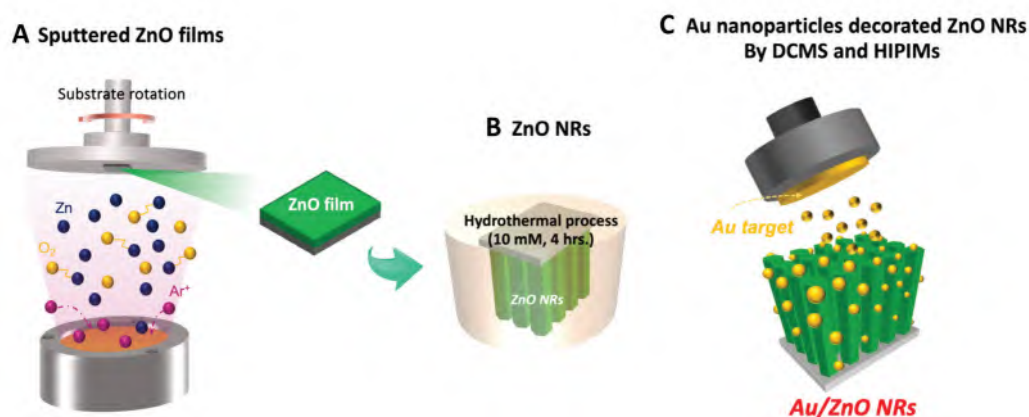 A Sputtered ZnO films
Substrate rotation
Zn
O₂
Ar⁺
ZnO film
B ZnO NRs
Hydrothermal process
(10 mM, 4 hrs.)
ZnO NRs
C Au nanoparticles decorated ZnO NRs
By DCMS and HIPIMs
Au target
Au/ZnO NRs